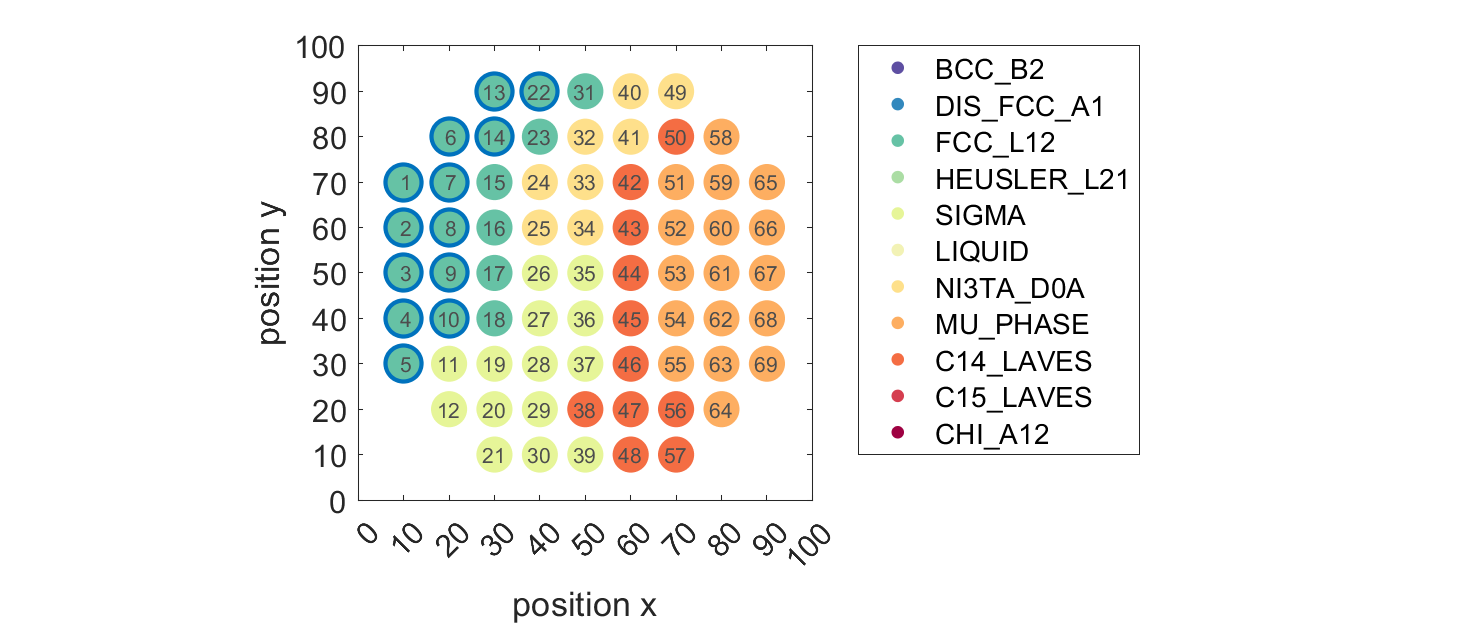 100
90
80
70
60
50
40
30
20
10
0
position y
13 22 31 40 49
6 14 23 32 41 50 58
1 7 15 24 33 42 51 59 65
2 8 16 25 34 43 52 60 66
3 9 17 26 35 44 53 61 67
4 10 18 27 36 45 54 62 68
5 11 19 28 37 46 55 63 69
12 20 29 38 47 56 64
21 30 39 48 57
0 10 20 30 40 50 60 70 80 90 100
position x
BCC_B2
DIS_FCC_A1
FCC_L12
HEUSLER_L21
SIGMA
LIQUID
NI3TA_D0A
MU_PHASE
C14_LAVES
C15_LAVES
CHI_A12